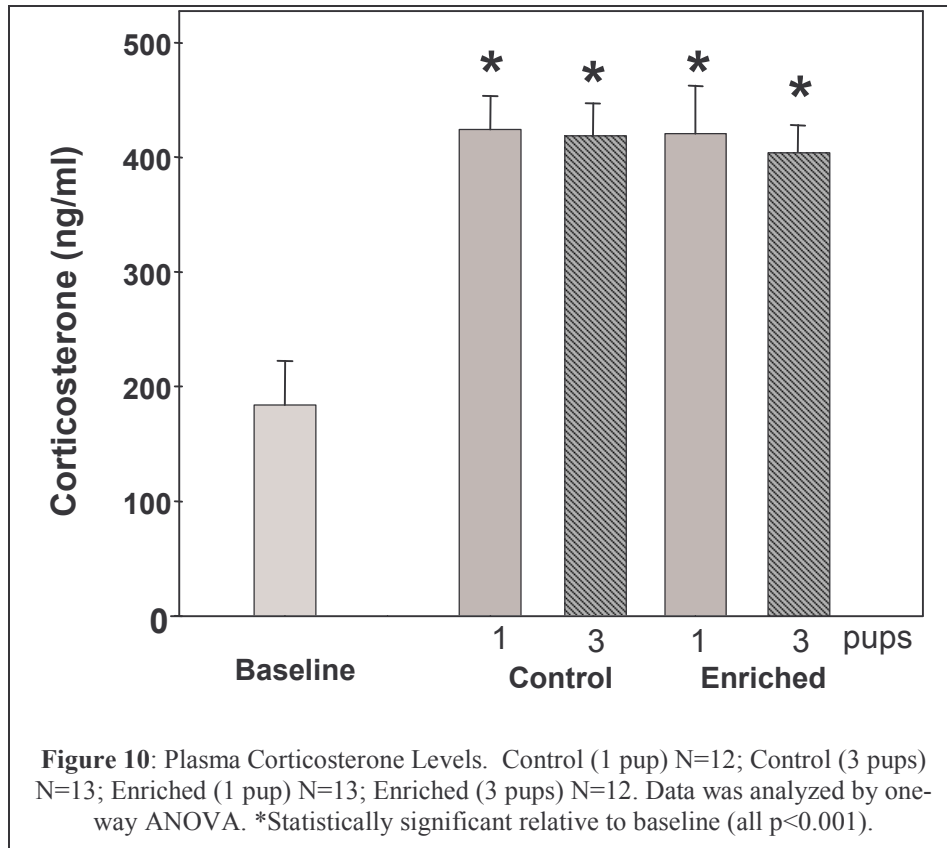 500
400
300
200
100
0
Corticosterone (ng/ml)
* * * *
1 3 1 3 pups
Baseline Control Enriched
Figure 10: Plasma Corticosterone Levels. Control (1 pup) N=12; Control (3 pups)
N=13; Enriched (1 pup) N=13; Enriched (3 pups) N=12. Data was analyzed by one-
way ANOVA. *Statistically significant relative to baseline (all p<0.001).